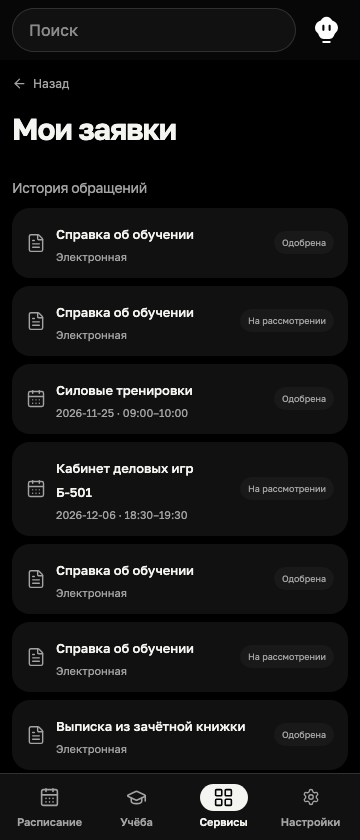 Поиск
Назад
Мои заявки
История обращений
Справка об обучении
Электронная
Одобрена
Справка об обучении
Электронная
На рассмотрении
Силовые тренировки
2026-11-25 · 09:00–10:00
Одобрена
Кабинет деловых игр
Б-501
2026-12-06 · 18:30–19:30
На рассмотрении
Справка об обучении
Электронная
Одобрена
Справка об обучении
Электронная
На рассмотрении
Выписка из зачётной книжки
Электронная
Одобрена
Расписание
Учёба
Сервисы
Настройки